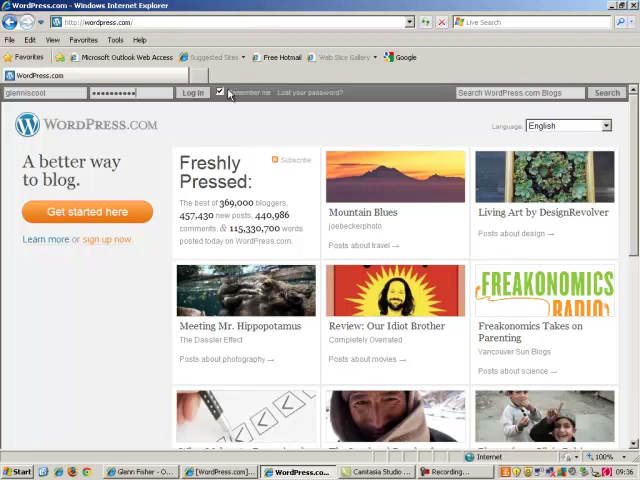 WordPress.com - Windows Internet Explorer
http://wordpress.com/
Live Search
File Edit View Favorites Tools Help
Favorites Microsoft Outlook Web Access Suggested Sites Free Hotmail Web Slice Gallery Google
WordPress.com
glenniscool Log In Remember me Lost your password? Search WordPress.com Blogs Search
WORDPRESS.COM
Language: English
A better way
to blog.
Get started here
Learn more or sign up now
Freshly
Pressed:
Subscribe
The best of 369,000 bloggers,
457,430 new posts, 440,986
comments, & 115,330,700 words
posted today on WordPress.com.
Mountain Blues
joebeckerphoto
Posts about travel →
Living Art by DesignRevolver
Posts about design →
Meeting Mr. Hippopotamus
The Dassier Effect
Posts about photography →
Review: Our Idiot Brother
Completely Overrated
Posts about movies →
FREAKONOMICS
RADIO
Freakonomics Takes on
Parenting
Vancouver Sun Blogs
Posts about science →
Internet 100%
Start Glenn Fisher - O... [WordPress.com]... WordPress.co... Camtasia Studio ... Recording... 09:36